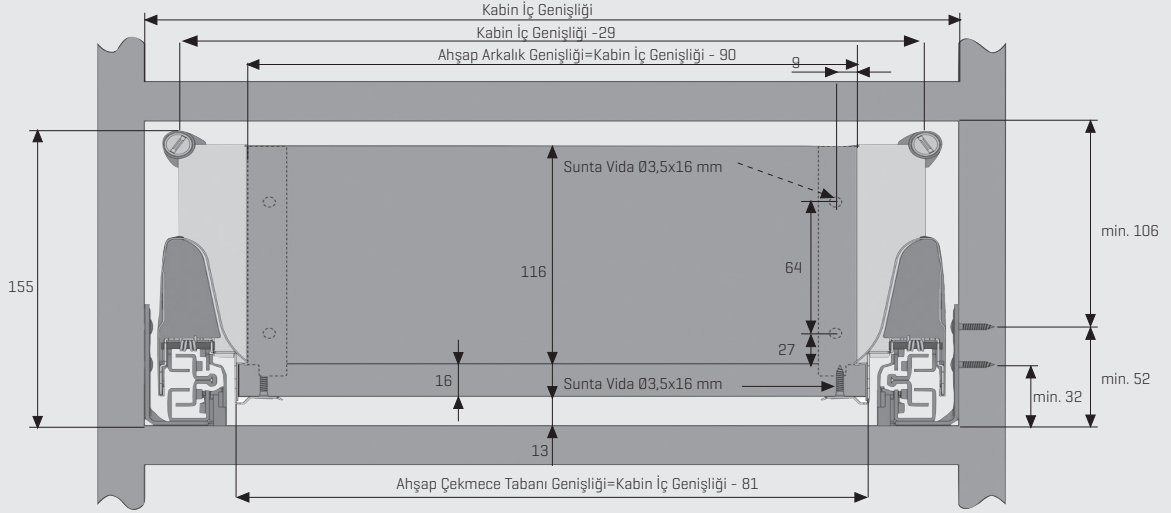 Kabin İç Genişliği
Kabin İç Genişliği -29
Ahşap Arkalık Genişliği=Kabin İç Genişliği - 90
9
Sunta Vida Ø3,5x16 mm
min. 106
155
116
64
27
16
Sunta Vida Ø3,5x16 mm
min. 52
min. 32
13
Ahşap Çekmece Tabanı Genişliği=Kabin İç Genişliği - 81